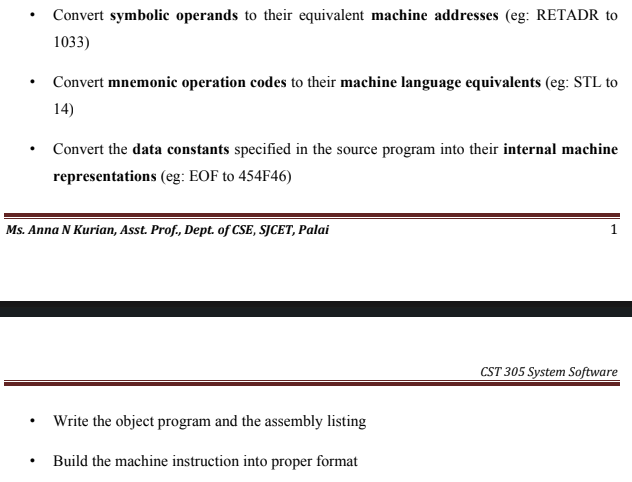 • Convert symbolic operands to their equivalent machine addresses (eg: RETADR to
1033)
• Convert mnemonic operation codes to their machine language equivalents (eg: STL to
14)
• Convert the data constants specified in the source program into their internal machine
representations (eg: EOF to 454F46)
Ms. Anna N Kurian, Asst. Prof., Dept. of CSE, SJCET, Palai 1
CST 305 System Software
• Write the object program and the assembly listing
• Build the machine instruction into proper format